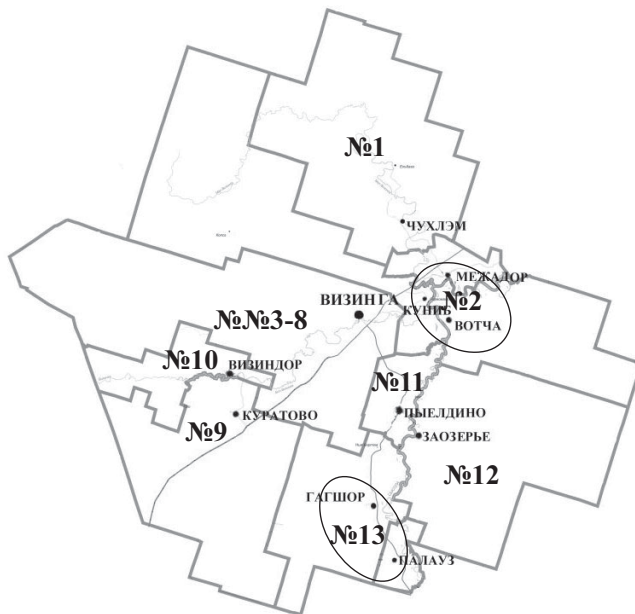 №1
ЧУХЛЭМ
МЕЖАДОР
№2
КУНИБ
ВОТЧА
ВИЗИНГА
№№3-8
№10
ВИЗИНДОР
№11
ПЫЕЛДИНО
КУРАТОВО
№9
ЗАОЗЕРЬЕ
№12
ГАГШОР
№13
ПАЛАУЗ